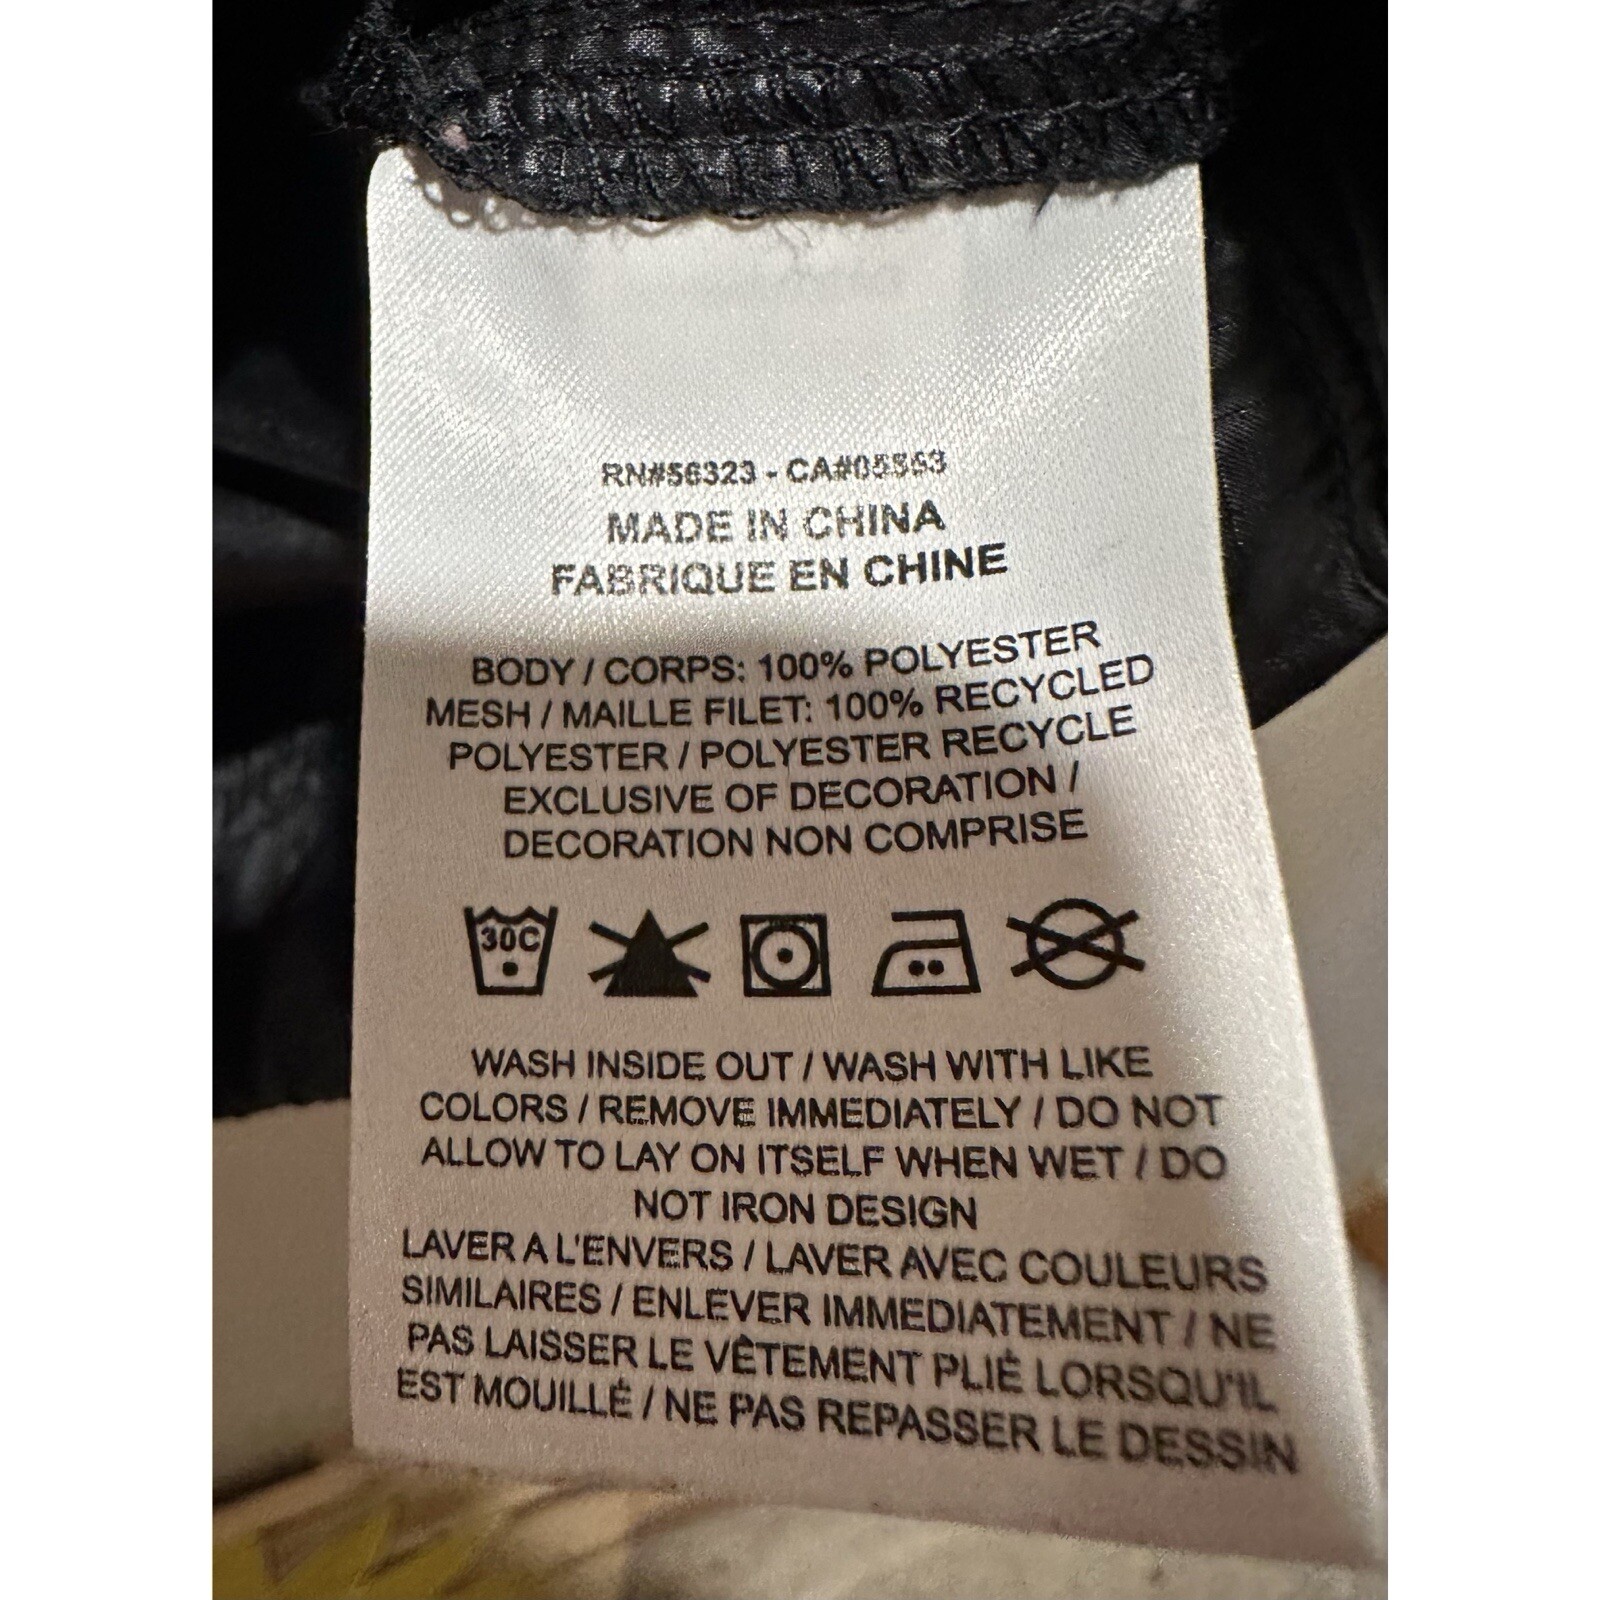 RN#56323 - CA#05553
MADE IN CHINA
FABRIQUE EN CHINE
BODY / CORPS: 100% POLYESTER
MESH / MAILLE FILET: 100% RECYCLED
POLYESTER / POLYESTER RECYCLE
EXCLUSIVE OF DECORATION /
DECORATION NON COMPRISE
30C
WASH INSIDE OUT / WASH WITH LIKE
COLORS / REMOVE IMMEDIATELY / DO NOT
ALLOW TO LAY ON ITSELF WHEN WET / DO
NOT IRON DESIGN
LAVER A L'ENVERS / LAVER AVEC COULEURS
SIMILAIRES / ENLEVER IMMEDIATEMENT / NE
PAS LAISSER LE VÊTEMENT PLIÉ LORSQU'IL
EST MOUILLÉ / NE PAS REPASSER LE DESSIN